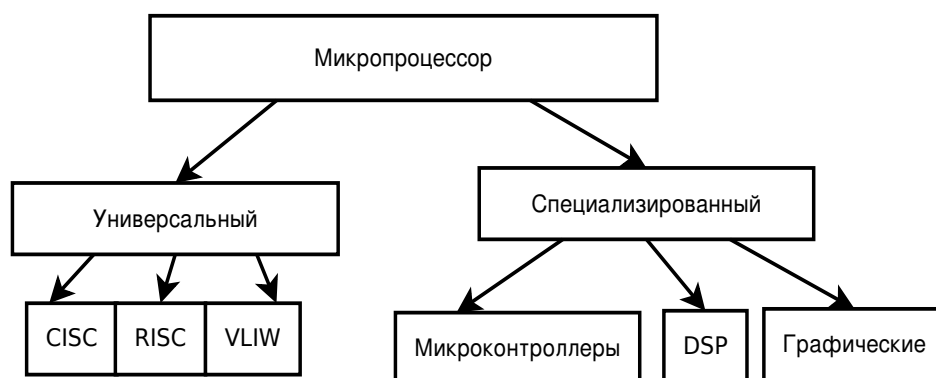 Микропроцессор
Универсальный
Специализированный
CISC RISC VLIW
Микроконтроллеры DSP Графические